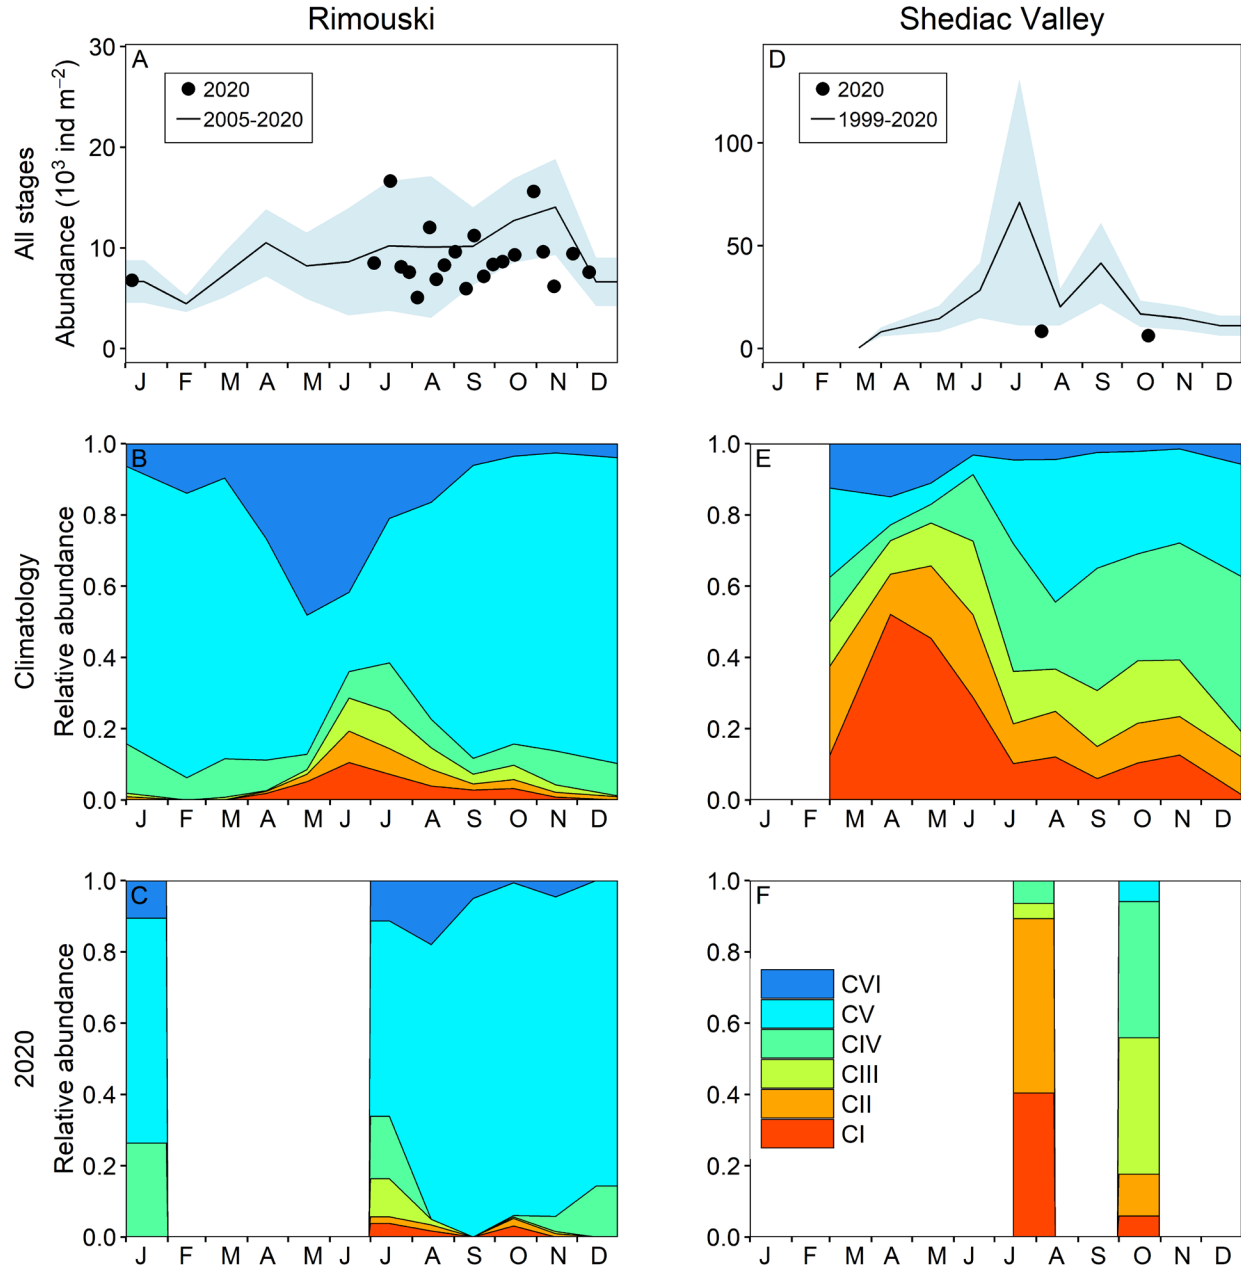 Rimouski
Shediac Valley
All stages
Abundance (10³ ind m⁻²)
A
2020
2005-2020
30
20
10
0
J F M A M J J A S O N D
D
2020
1999-2020
100
50
0
J F M A M J J A S O N D
Climatology
Relative abundance
B
1.0
0.8
0.6
0.4
0.2
0.0
J F M A M J J A S O N D
E
1.0
0.8
0.6
0.4
0.2
0.0
J F M A M J J A S O N D
2020
Relative abundance
C
1.0
0.8
0.6
0.4
0.2
0.0
J F M A M J J A S O N D
F
1.0
0.8
0.6
0.4
0.2
0.0
CVI
CV
CIV
CIII
CII
CI
J F M A M J J A S O N D